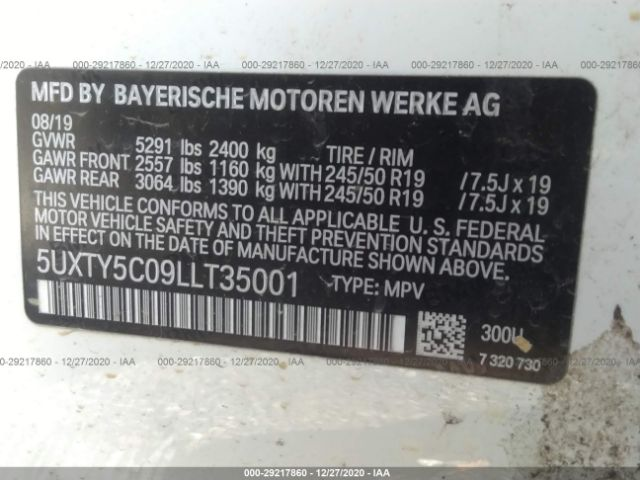 000-29217860 - 12/27/2020 - IAA
MFD BY BAYERISCHE MOTOREN WERKE AG
08/19
GVWR 5291 lbs 2400 kg TIRE / RIM
GAWR FRONT 2557 lbs 1160 kg WITH 245/50 R19 /7.5J x 19
GAWR REAR 3064 lbs 1390 kg WITH 245/50 R19 /7.5J x 19
THIS VEHICLE CONFORMS TO ALL APPLICABLE U. S. FEDERAL
MOTOR VEHICLE SAFETY AND THEFT PREVENTION STANDARDS
IN EFFECT ON THE DATE OF MANUFACTURE SHOWN ABOVE.
5UXTY5C09LLT35001 TYPE: MPV
300U
7 320 730
000-29217860 - 12/27/2020 - IAA